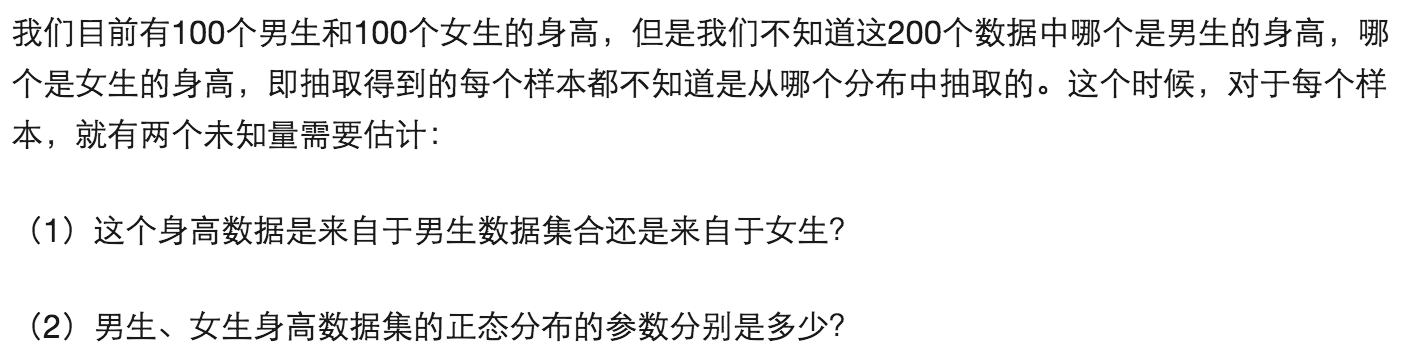 我们目前有100个男生和100个女生的身高，但是我们不知道这200个数据中哪个是男生的身高，哪
个是女生的身高，即抽取得到的每个样本都不知道是从哪个分布中抽取的。这个时候，对于每个样
本，就有两个未知量需要估计：
（1）这个身高数据是来自于男生数据集合还是来自于女生？
（2）男生、女生身高数据集的正态分布的参数分别是多少？